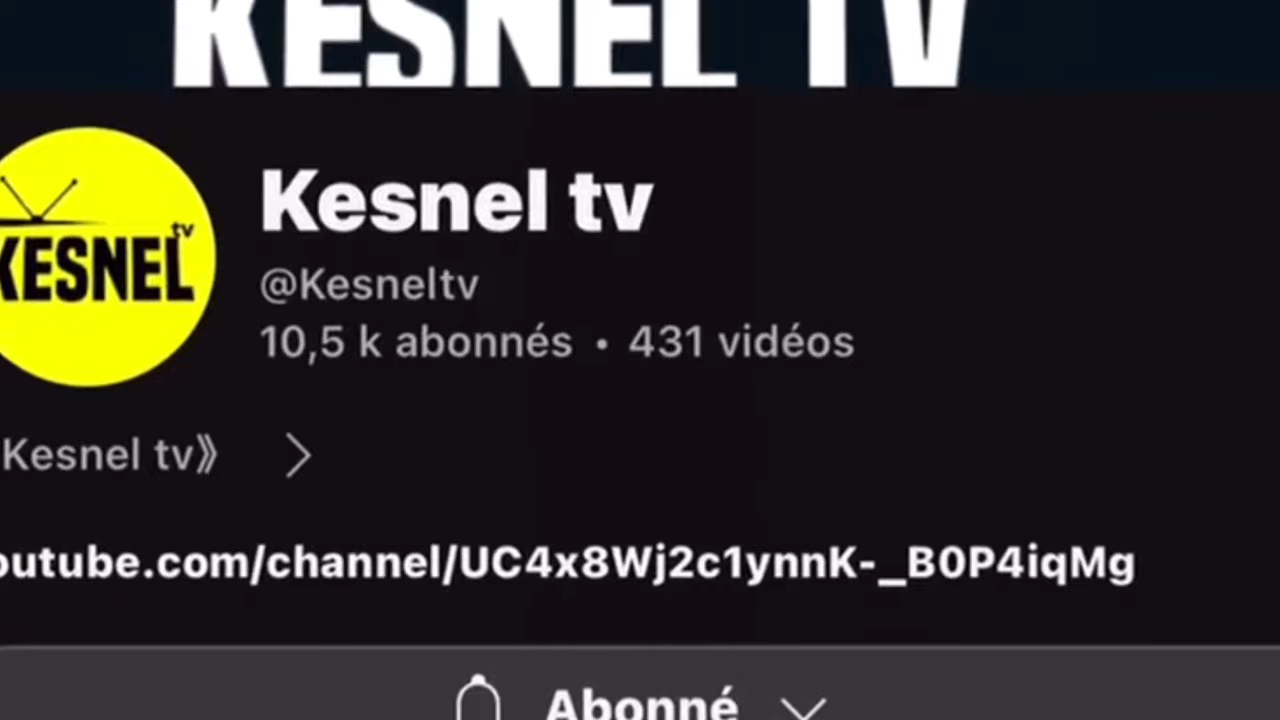 KESNEL TV
KESNEL tv
Kesnel tv
@Kesneltv
10,5 k abonnés • 431 vidéos
Kesnel tv》 >
outube.com/channel/UC4x8Wj2c1ynnK-_B0P4iqMg
Abonné